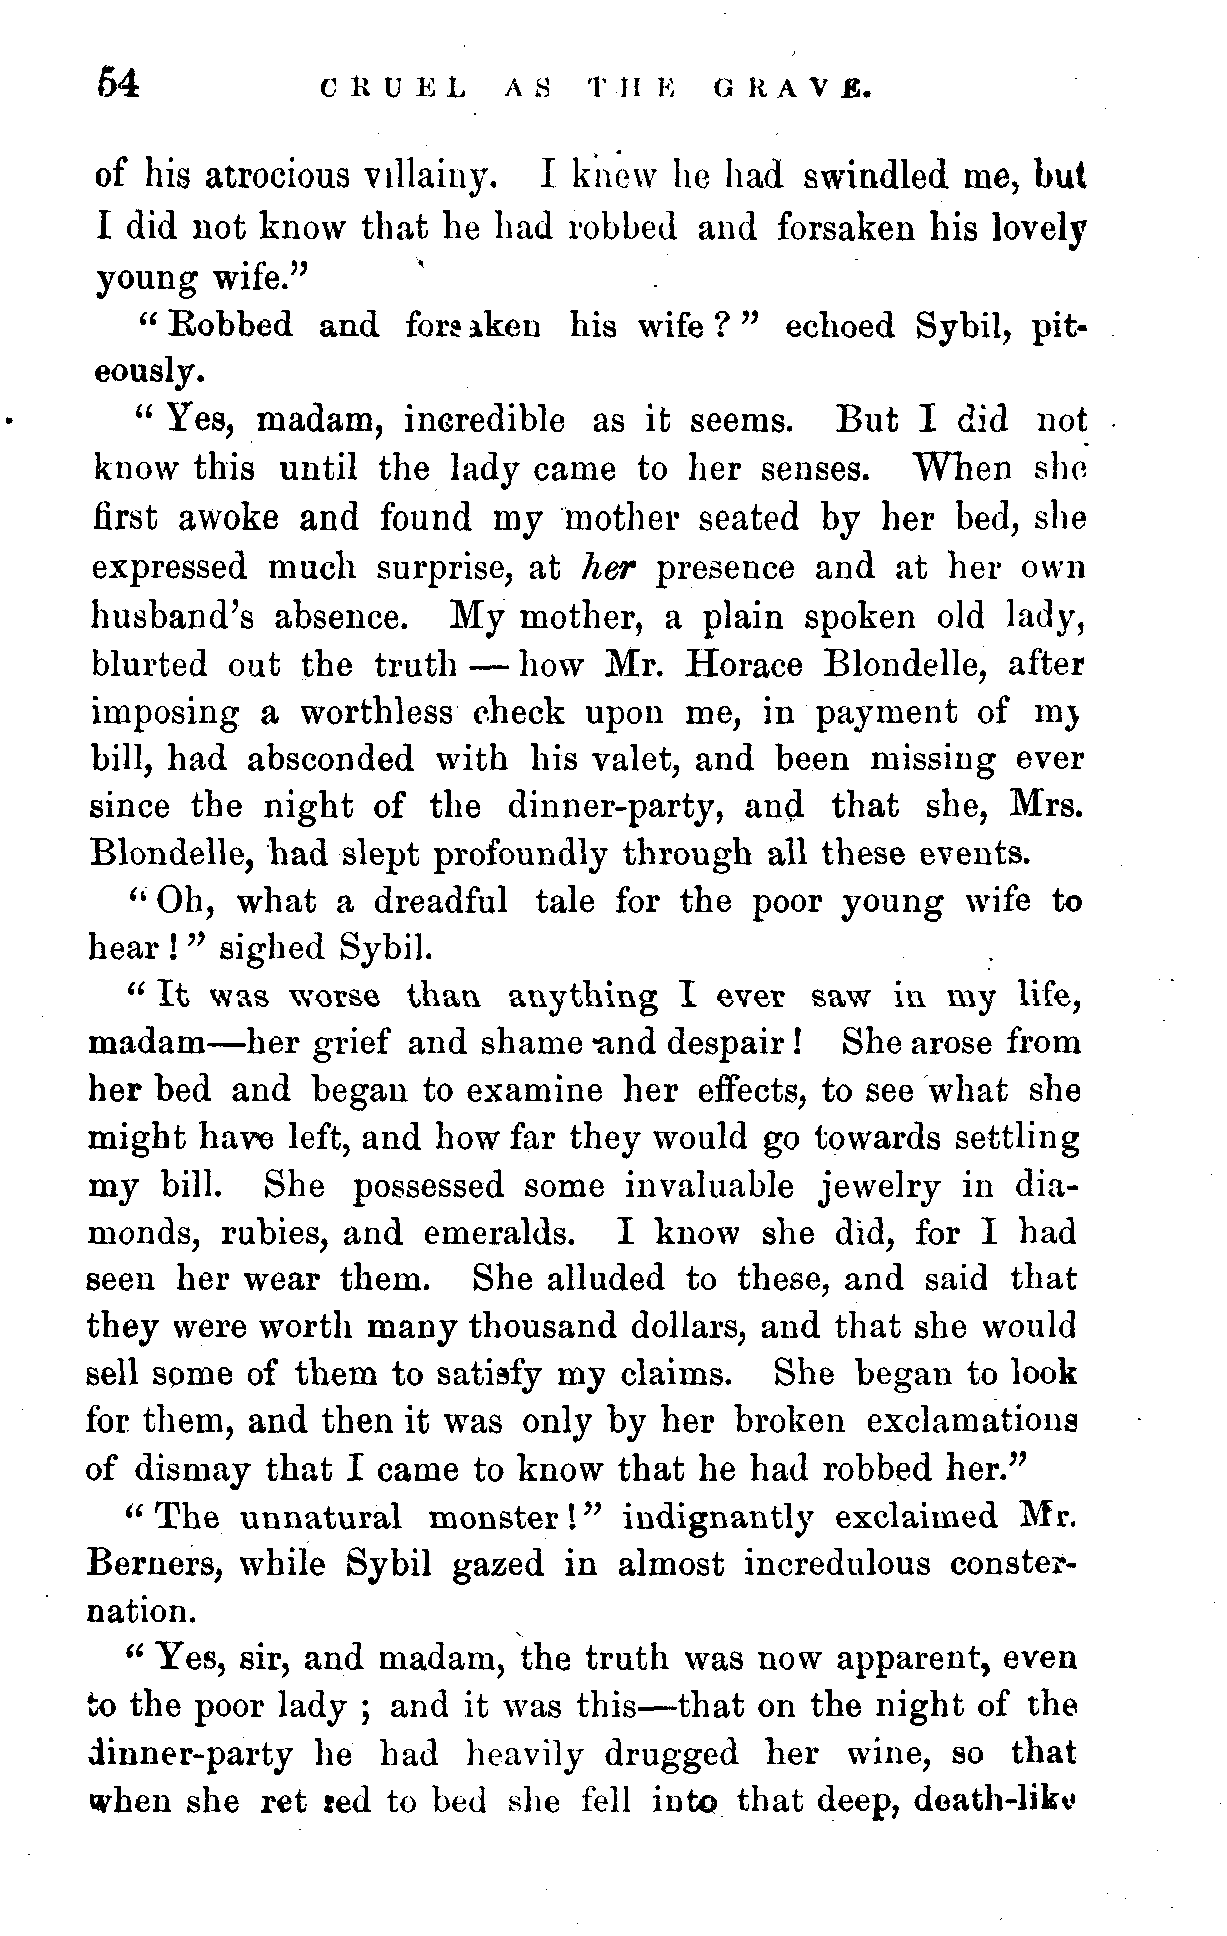 54 CRUEL AS THE GRAVE.
of his atrocious villainy. I knew he had swindled me, but
I did not know that he had robbed and forsaken his lovely
young wife.”
“ Robbed and forsaken his wife ? ” echoed Sybil, pit-
eously.
“ Yes, madam, incredible as it seems. But I did not
know this until the lady came to her senses. When she
first awoke and found my mother seated by her bed, she
expressed much surprise, at her presence and at her own
husband’s absence. My mother, a plain spoken old lady,
blurted out the truth — how Mr. Horace Blondelle, after
imposing a worthless check upon me, in payment of my
bill, had absconded with his valet, and been missing ever
since the night of the dinner-party, and that she, Mrs.
Blondelle, had slept profoundly through all these events.
“ Oh, what a dreadful tale for the poor young wife to
hear ! ” sighed Sybil.
“ It was worse than anything I ever saw in my life,
madam—her grief and shame and despair ! She arose from
her bed and began to examine her effects, to see what she
might have left, and how far they would go towards settling
my bill. She possessed some invaluable jewelry in dia-
monds, rubies, and emeralds. I know she did, for I had
seen her wear them. She alluded to these, and said that
they were worth many thousand dollars, and that she would
sell some of them to satisfy my claims. She began to look
for them, and then it was only by her broken exclamations
of dismay that I came to know that he had robbed her.”
“ The unnatural monster ! ” indignantly exclaimed Mr.
Berners, while Sybil gazed in almost incredulous conster-
nation.
“ Yes, sir, and madam, the truth was now apparent, even
to the poor lady ; and it was this—that on the night of the
dinner-party he had heavily drugged her wine, so that
when she retired to bed she fell into that deep, death-like